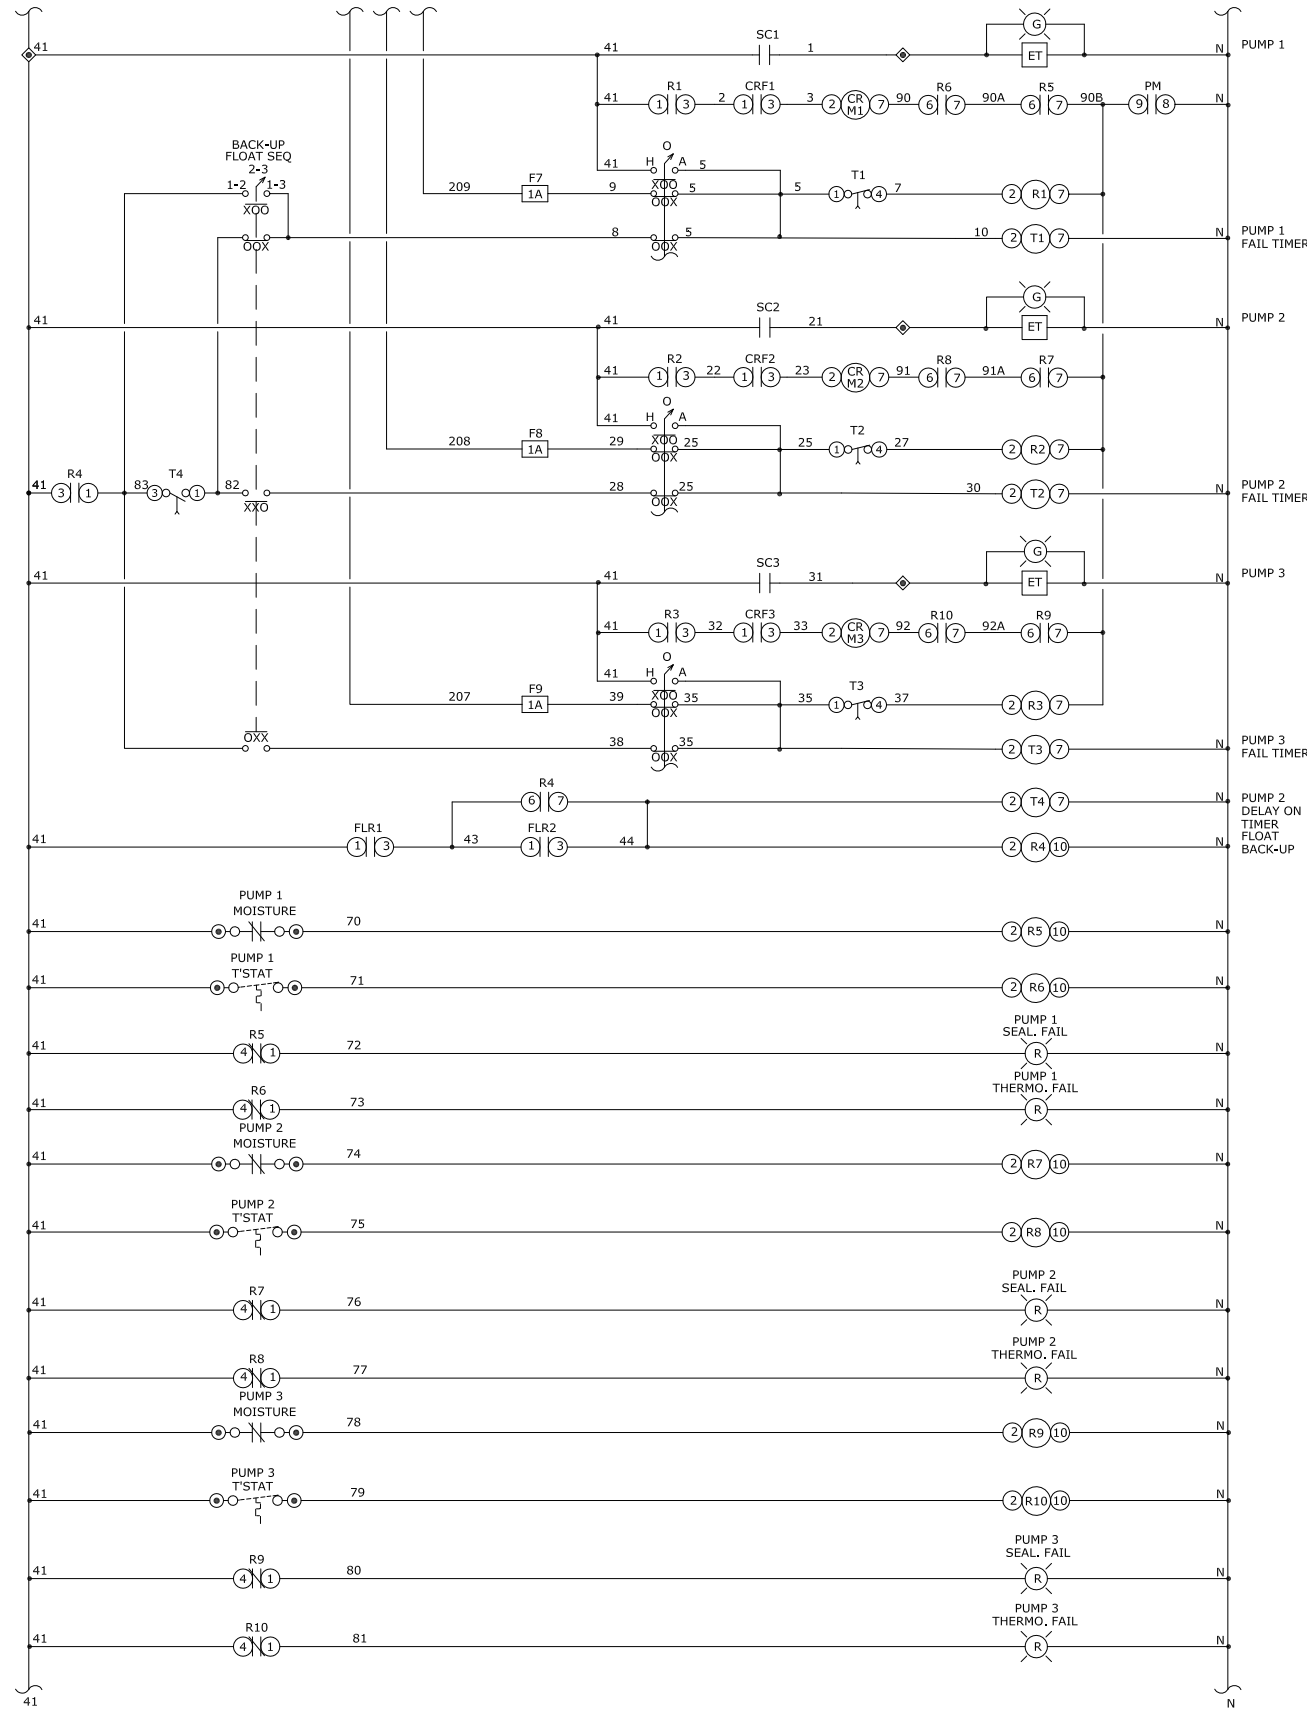 G
41 41 SC1 1 ET N PUMP 1
41 R1 1 3 2 CRF1 1 3 3 2 CR M1 7 90 R6 6 7 90A R5 6 7 90B PM 9 8 N
BACK-UP
FLOAT SEQ
2-3
1-2 1-3
XOO
OOX
O
41 H A 5
XOO
209 F7 1A 9 5 5 T1 1 4 7 2 R1 7
OOX
8 5 10 2 T1 7 N PUMP 1
FAIL TIMER
OOX
G
41 41 SC2 21 ET N PUMP 2
41 R2 1 3 22 CRF2 1 3 23 2 CR M2 7 91 R8 6 7 91A R7 6 7
O
41 H A
XOO
208 F8 1A 29 25 25 T2 1 4 27 2 R2 7
OOX
41 R4 3 1 83 T4 3 1 82 28 25 30 2 T2 7 N PUMP 2
FAIL TIMER
XXO
OOX
G
41 41 SC3 31 ET N PUMP 3
41 R3 1 3 32 CRF3 1 3 33 2 CR M3 7 92 R10 6 7 92A R9 6 7
O
41 H A
XOO
207 F9 1A 39 35 35 T3 1 4 37 2 R3 7
OOX
OXX
38 35 2 T3 7 N PUMP 3
FAIL TIMER
OOX
R4 6 7 2 T4 7 N PUMP 2
DELAY ON
TIMER
41 FLR1 1 3 43 FLR2 1 3 44 2 R4 10 N FLOAT
BACK-UP
PUMP 1
MOISTURE
41 70 2 R5 10 N
PUMP 1
T'STAT
41 71 2 R6 10 N
PUMP 1
SEAL. FAIL
41 R5 4 1 72 R N
PUMP 1
THERMO. FAIL
41 R6 4 1 73 R N
PUMP 2
MOISTURE
41 74 2 R7 10 N
PUMP 2
T'STAT
41 75 2 R8 10 N
PUMP 2
SEAL. FAIL
41 R7 4 1 76 R N
PUMP 2
THERMO. FAIL
41 R8 4 1 77 R N
PUMP 3
MOISTURE
41 78 2 R9 10 N
PUMP 3
T'STAT
41 79 2 R10 10 N
PUMP 3
SEAL. FAIL
41 R9 4 1 80 R N
PUMP 3
THERMO. FAIL
41 R10 4 1 81 R N
41 N